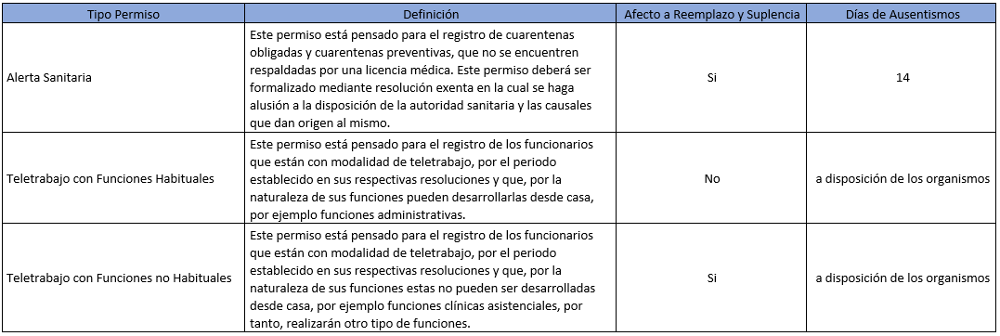 Tipo Permiso
Definición
Afecto a Reemplazo y Suplencia
Días de Ausentismos
Alerta Sanitaria
Este permiso está pensado para el registro de cuarentenas
obligadas y cuarentenas preventivas, que no se encuentren
respaldadas por una licencia médica. Este permiso deberá ser
formalizado mediante resolución exenta en la cual se haga
alusión a la disposición de la autoridad sanitaria y las causales
que dan origen al mismo.
Si
14
Teletrabajo con Funciones Habituales
Este permiso está pensado para el registro de los funcionarios
que están con modalidad de teletrabajo, por el periodo
establecido en sus respectivas resoluciones y que, por la
naturaleza de sus funciones pueden desarrollarlas desde casa,
por ejemplo funciones administrativas.
No
a disposición de los organismos
Teletrabajo con Funciones no Habituales
Este permiso está pensado para el registro de los funcionarios
que están con modalidad de teletrabajo, por el periodo
establecido en sus respectivas resoluciones y que, por la
naturaleza de sus funciones estas no pueden ser desarrolladas
desde casa, por ejemplo funciones clínicas asistenciales, por
tanto, realizarán otro tipo de funciones.
Si
a disposición de los organismos